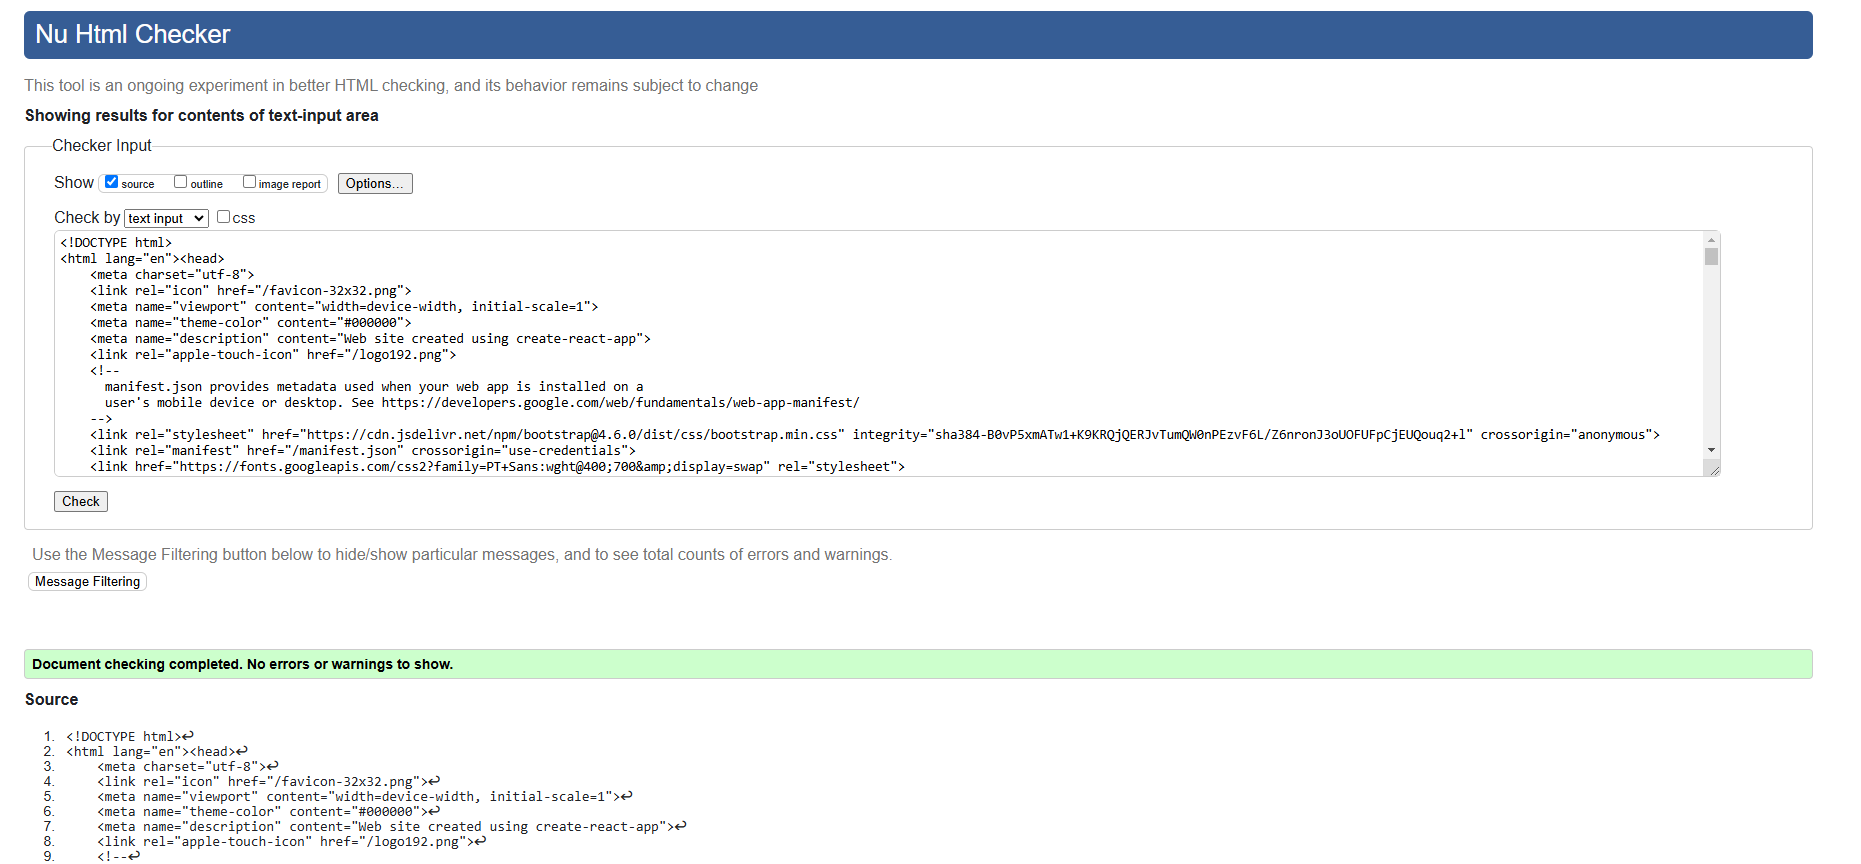 Nu Html Checker
This tool is an ongoing experiment in better HTML checking, and its behavior remains subject to change
Showing results for contents of text-input area
Checker Input
Show source outline image report Options...
Check by text input css
<!DOCTYPE html>
<html lang="en"><head>
    <meta charset="utf-8">
    <link rel="icon" href="/favicon-32x32.png">
    <meta name="viewport" content="width=device-width, initial-scale=1">
    <meta name="theme-color" content="#000000">
    <meta name="description" content="Web site created using create-react-app">
    <link rel="apple-touch-icon" href="/logo192.png">
    <!--
      manifest.json provides metadata used when your web app is installed on a
      user's mobile device or desktop. See https://developers.google.com/web/fundamentals/web-app-manifest/
    -->
    <link rel="stylesheet" href="https://cdn.jsdelivr.net/npm/bootstrap@4.6.0/dist/css/bootstrap.min.css" integrity="sha384-B0vP5xmATw1+K9KRQjQERJvTumQW0nPEzvF6L/Z6nronJ3oUOFUFpCjEUQouq2+l" crossorigin="anonymous">
    <link rel="manifest" href="/manifest.json" crossorigin="use-credentials">
    <link href="https://fonts.googleapis.com/css2?family=PT+Sans:wght@400;700&amp;display=swap" rel="stylesheet">
Check
Use the Message Filtering button below to hide/show particular messages, and to see total counts of errors and warnings.
Message Filtering
Document checking completed. No errors or warnings to show.
Source
1. <!DOCTYPE html>↩
2. <html lang="en"><head>↩
3.     <meta charset="utf-8">↩
4.     <link rel="icon" href="/favicon-32x32.png">↩
5.     <meta name="viewport" content="width=device-width, initial-scale=1">↩
6.     <meta name="theme-color" content="#000000">↩
7.     <meta name="description" content="Web site created using create-react-app">↩
8.     <link rel="apple-touch-icon" href="/logo192.png">↩
9.     <!--↩